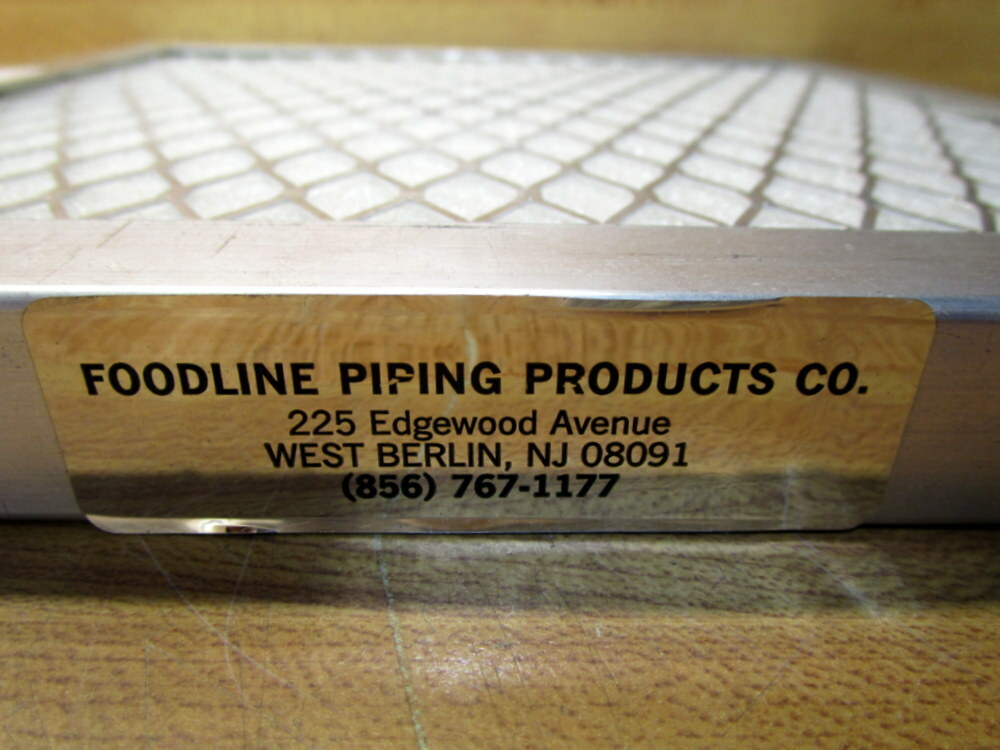 FOODLINE PIPING PRODUCTS CO.
225 Edgewood Avenue
WEST BERLIN, NJ 08091
(856) 767-1177